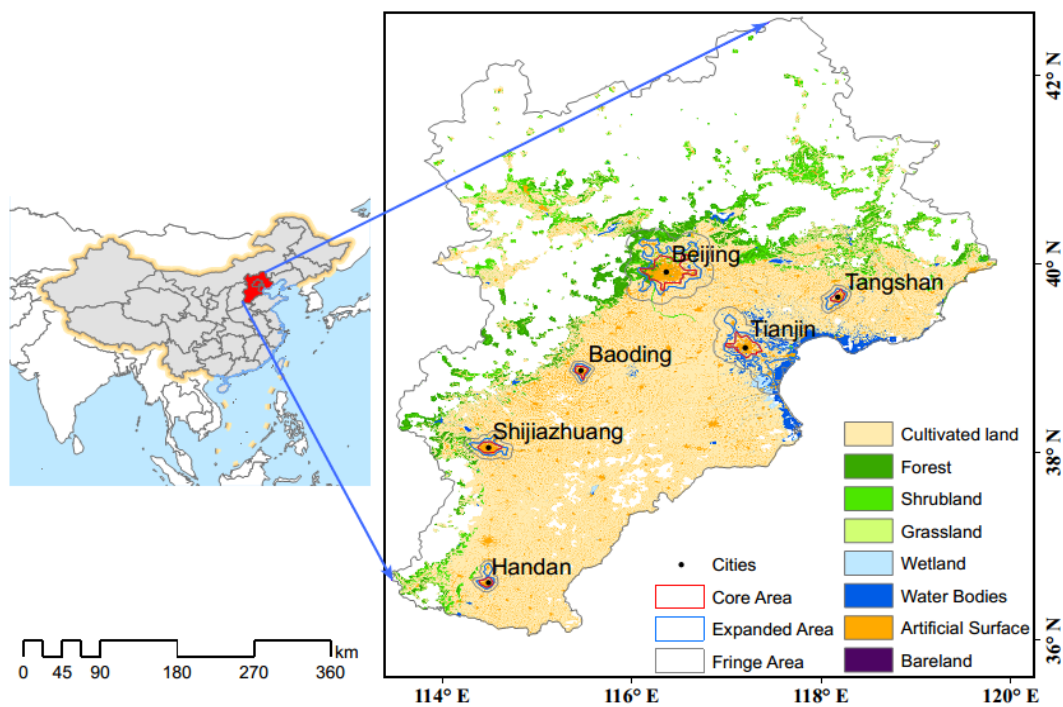 42° N
40° N
38° N
36° N
Beijing
Tangshan
Tianjin
Baoding
Shijiazhuang
Handan
Cultivated land
Forest
Shrubland
Grassland
Wetland
Water Bodies
Artificial Surface
Bareland
Cities
Core Area
Expanded Area
Fringe Area
km
0 45 90 180 270 360
114° E 116° E 118° E 120° E